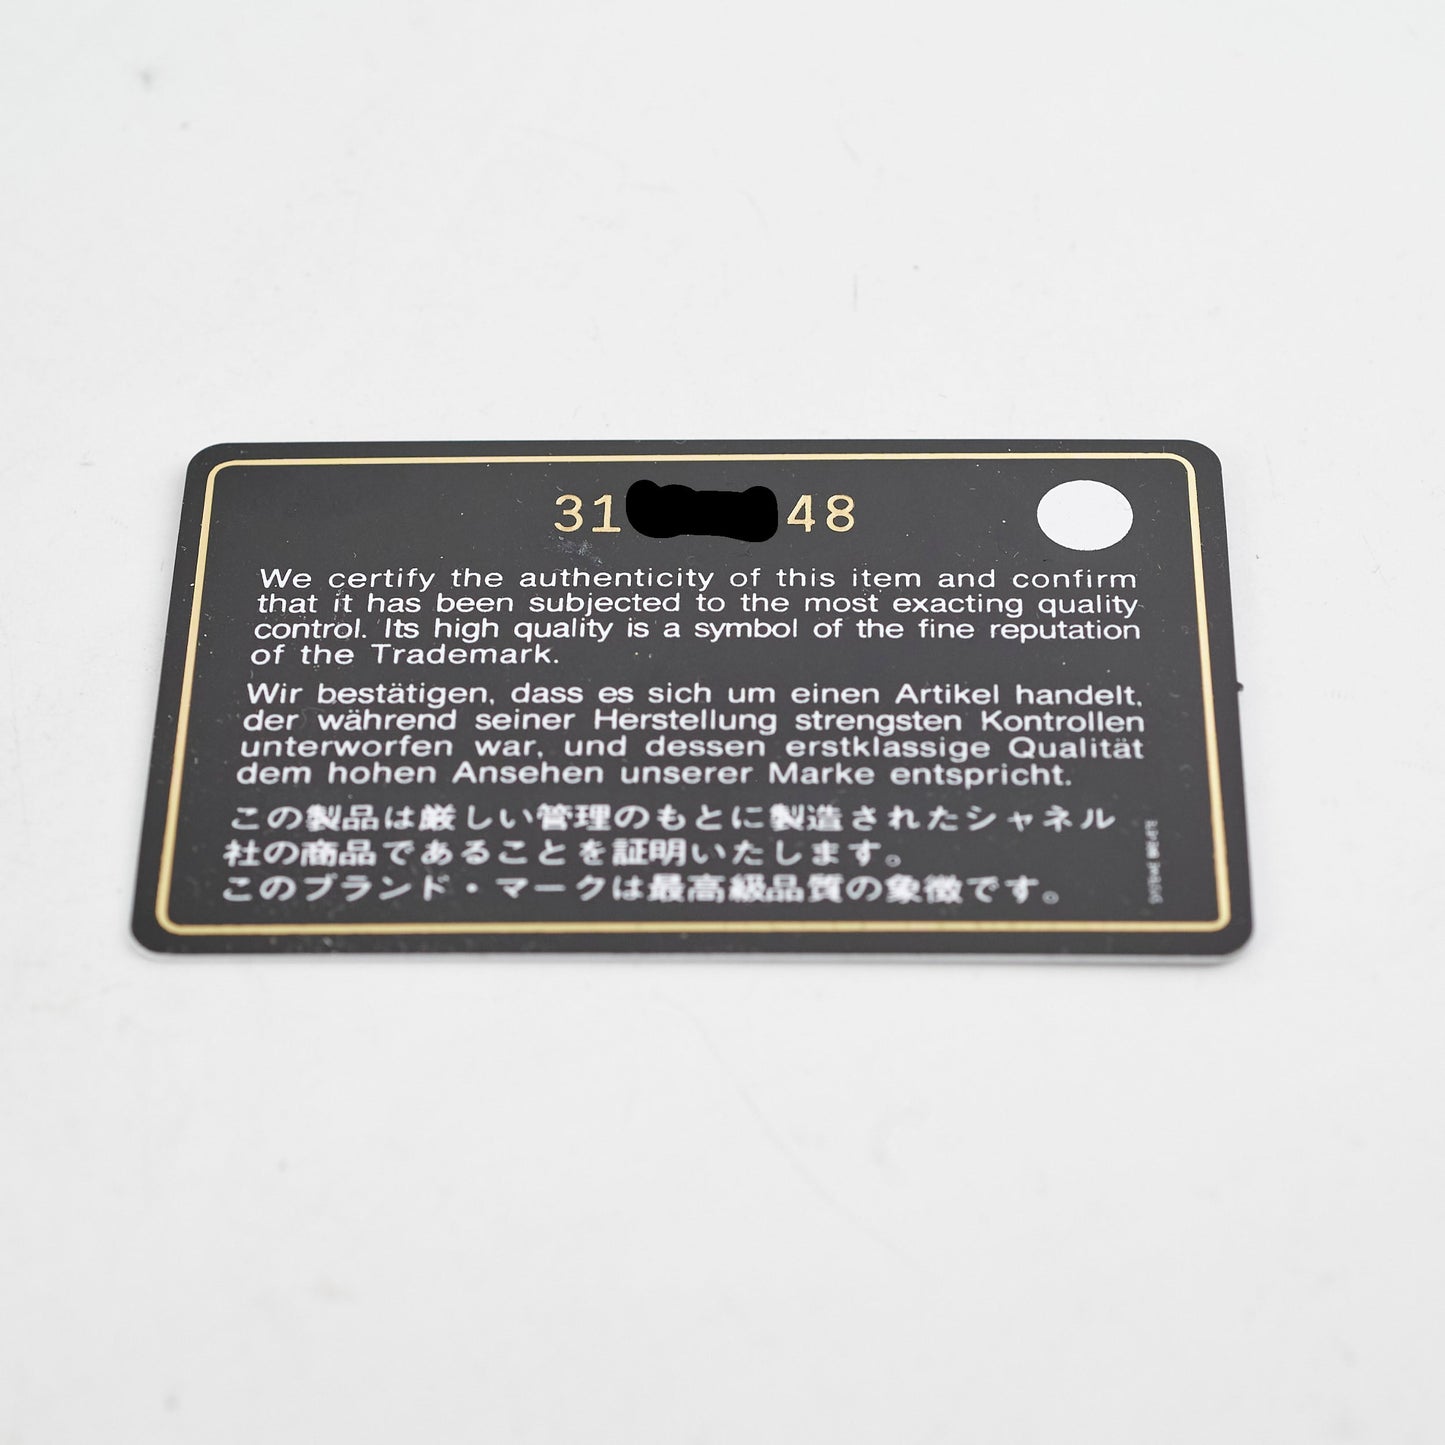 31 48
We certify the authenticity of this item and confirm
that it has been subjected to the most exacting quality
control. Its high quality is a symbol of the fine reputation
of the Trademark.
Wir bestätigen, dass es sich um einen Artikel handelt,
der während seiner Herstellung strengsten Kontrollen
unterworfen war, und dessen erstklassige Qualität
dem hohen Ansehen unserer Marke entspricht.
この製品は厳しい管理のもとに製造されたシャネル
社の商品であることを証明いたします。
このブランド・マークは最高級品質の象徴です。